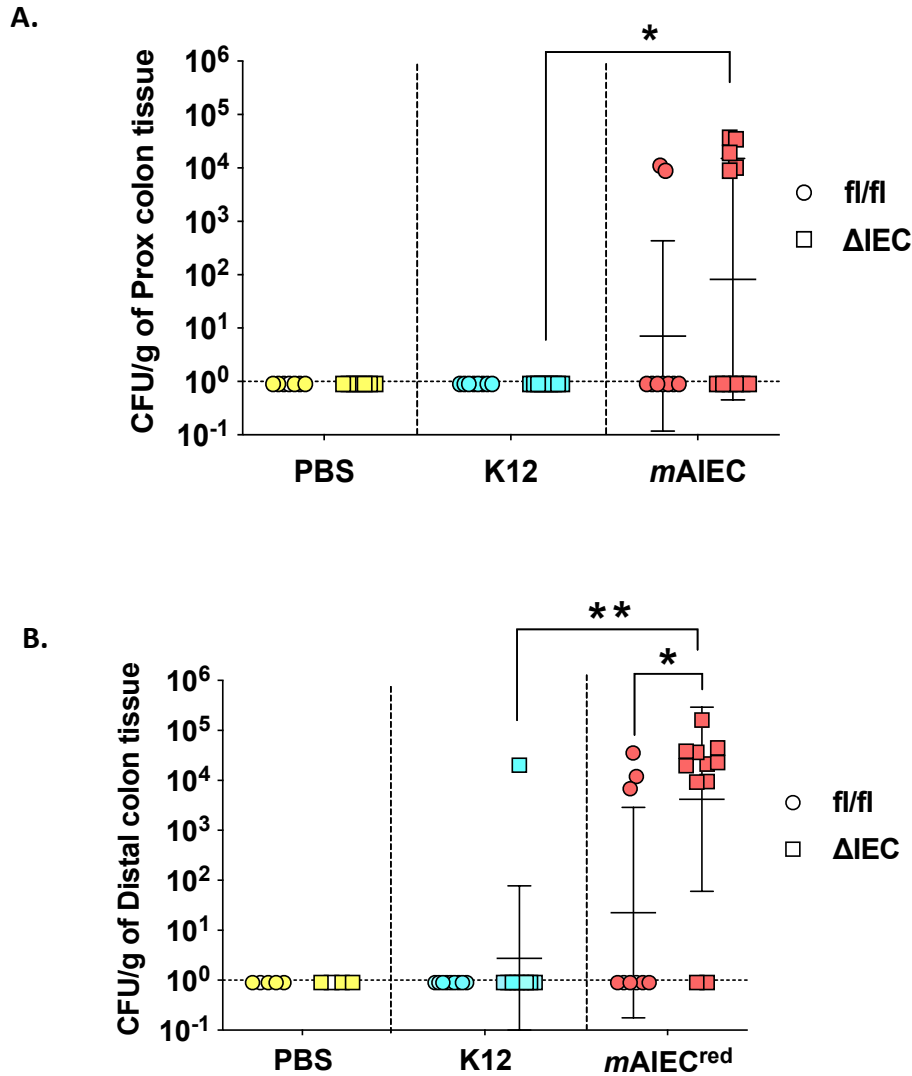 A.
*
CFU/g of Prox colon tissue
10⁶
10⁵
10⁴
10³
10²
10¹
10⁰
10⁻¹
PBS K12 mAIEC
fl/fl
ΔIEC
B.
**
*
CFU/g of Distal colon tissue
10⁶
10⁵
10⁴
10³
10²
10¹
10⁰
10⁻¹
PBS K12 mAIECʳᵉᵈ
fl/fl
ΔIEC